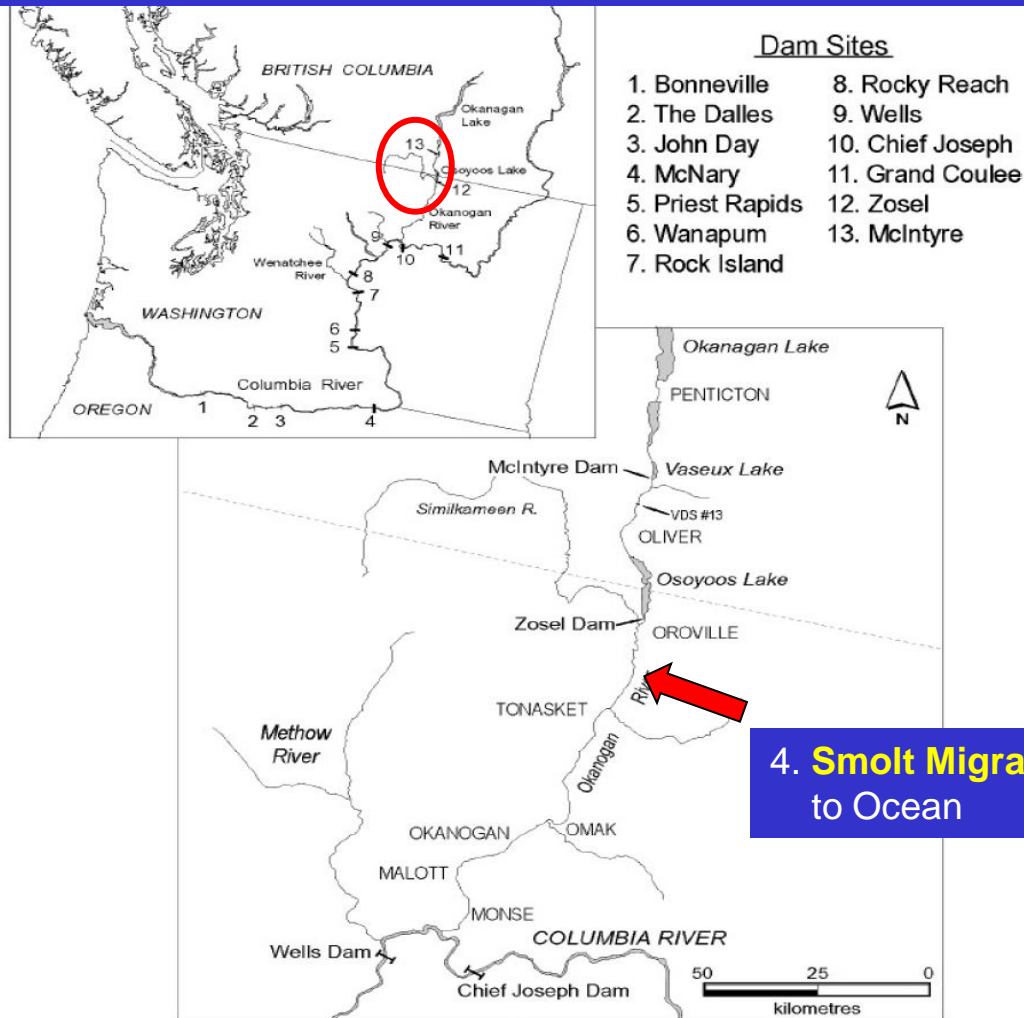 BRITISH COLUMBIA
Okanagan
Lake
13
Osoyoos Lake
12
Okanogan
River
9
10
11
Wenatchee
River
8
7
WASHINGTON
6
5
Columbia River
OREGON
1
2
3
4
Dam Sites
1. Bonneville
2. The Dalles
3. John Day
4. McNary
5. Priest Rapids
6. Wanapum
7. Rock Island
8. Rocky Reach
9. Wells
10. Chief Joseph
11. Grand Coulee
12. Zosel
13. McIntyre
Okanagan Lake
PENTICTON
N
McIntyre Dam
Vaseux Lake
Similkameen R.
VDS #13
OLIVER
Osoyoos Lake
Zosel Dam
OROVILLE
River
TONASKET
Methow
River
Okanogan
4. Smolt Migra
to Ocean
OKANOGAN
OMAK
MALOTT
MONSE
COLUMBIA RIVER
Wells Dam
Chief Joseph Dam
50 25 0
kilometres